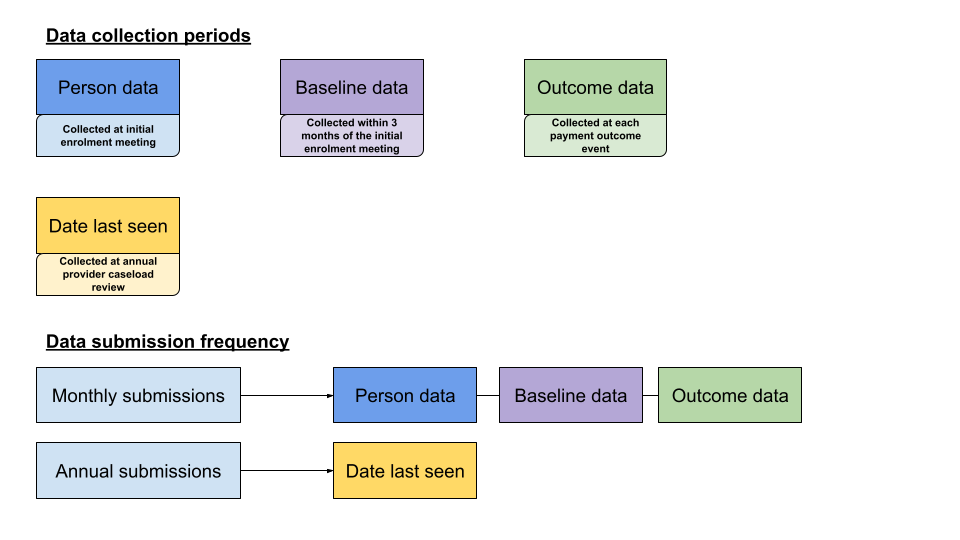 Data collection periods
Person data
Collected at initial
enrolment meeting
Baseline data
Collected within 3
months of the initial
enrolment meeting
Outcome data
Collected at each
payment outcome
event
Date last seen
Collected at annual
provider caseload
review
Data submission frequency
Monthly submissions
Person data
Baseline data
Outcome data
Annual submissions
Date last seen